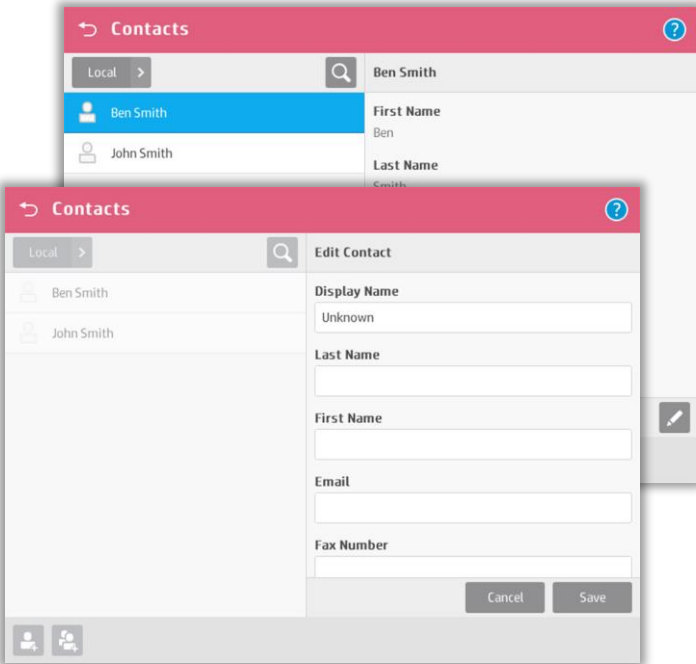 Contacts
?
Local >
Ben Smith
Ben Smith
First Name
Ben
John Smith
Last Name
Smith
Contacts
?
Local >
Edit Contact
Ben Smith
Display Name
Unknown
John Smith
Last Name
First Name
Email
Fax Number
Cancel
Save